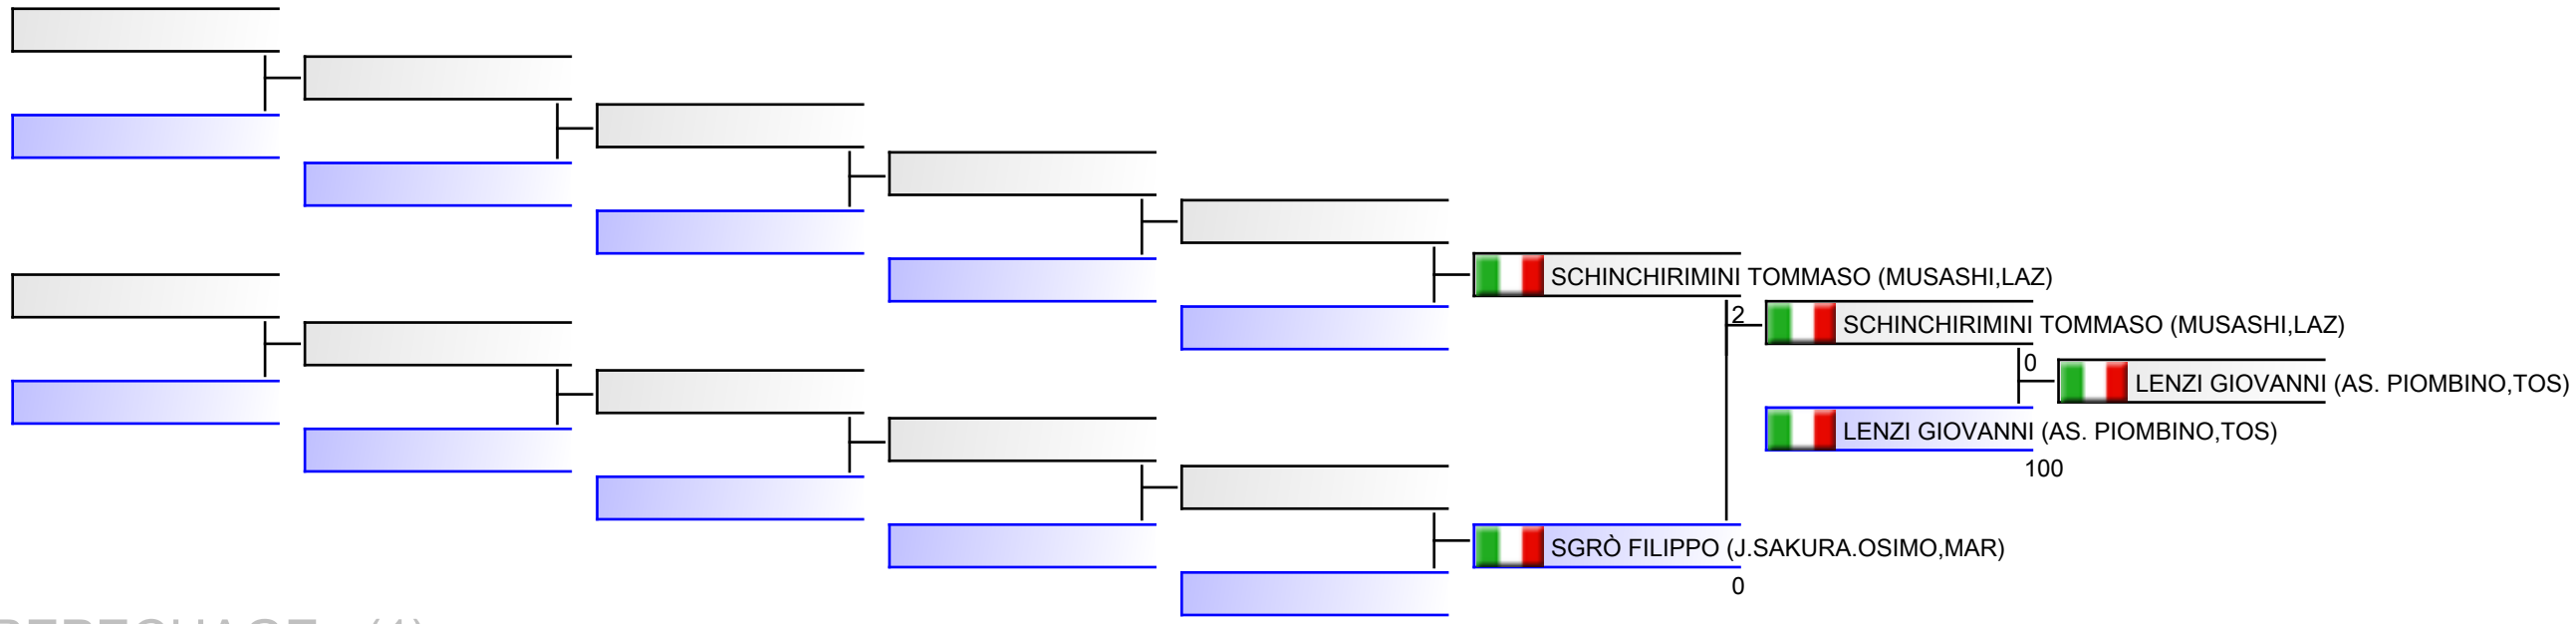 SCHINCHIRIMINI TOMMASO (MUSASHI,LAZ)
2
SCHINCHIRIMINI TOMMASO (MUSASHI,LAZ)
0
LENZI GIOVANNI (AS. PIOMBINO,TOS)
LENZI GIOVANNI (AS. PIOMBINO,TOS)
100
SGRÒ FILIPPO (J.SAKURA.OSIMO,MAR)
0